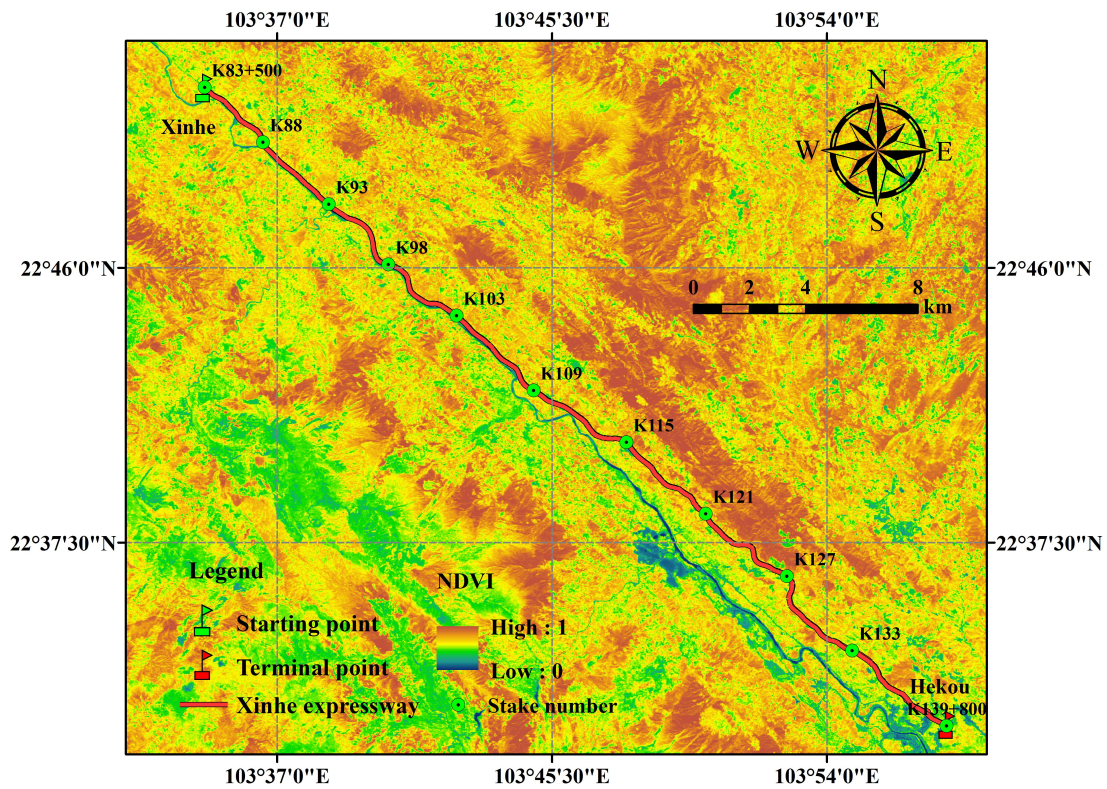 103°37'0"E 103°45'30"E 103°54'0"E
K83+500
Xinhe
K88
N
W E
S
K93
K98
22°46'0"N 22°46'0"N
0 2 4 8
km
K103
K109
K115
K121
22°37'30"N 22°37'30"N
K127
Legend
NDVI
Starting point
High : 1
K133
Terminal point
Low : 0
Hekou
Xinhe expressway
Stake number
K139+800
103°37'0"E 103°45'30"E 103°54'0"E